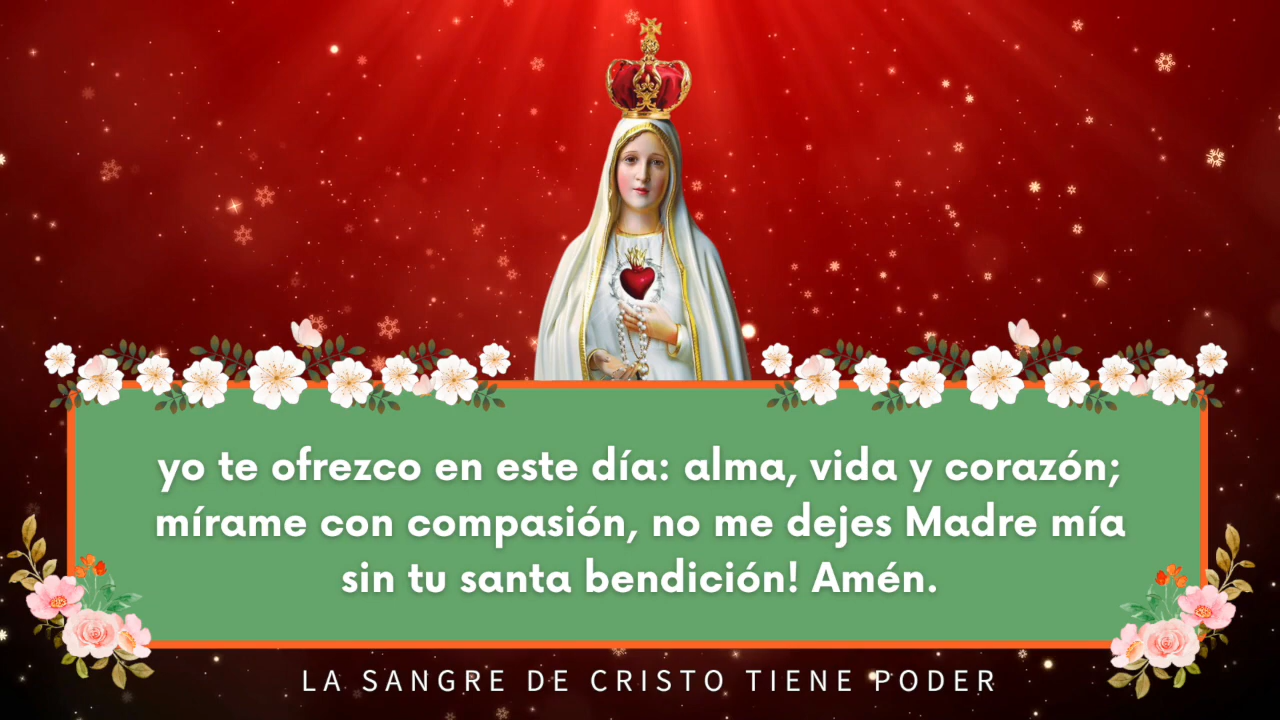 yo te ofrezco en este día: alma, vida y corazón;
mírame con compasión, no me dejes Madre mía
sin tu santa bendición! Amén.
LA SANGRE DE CRISTO TIENE PODER